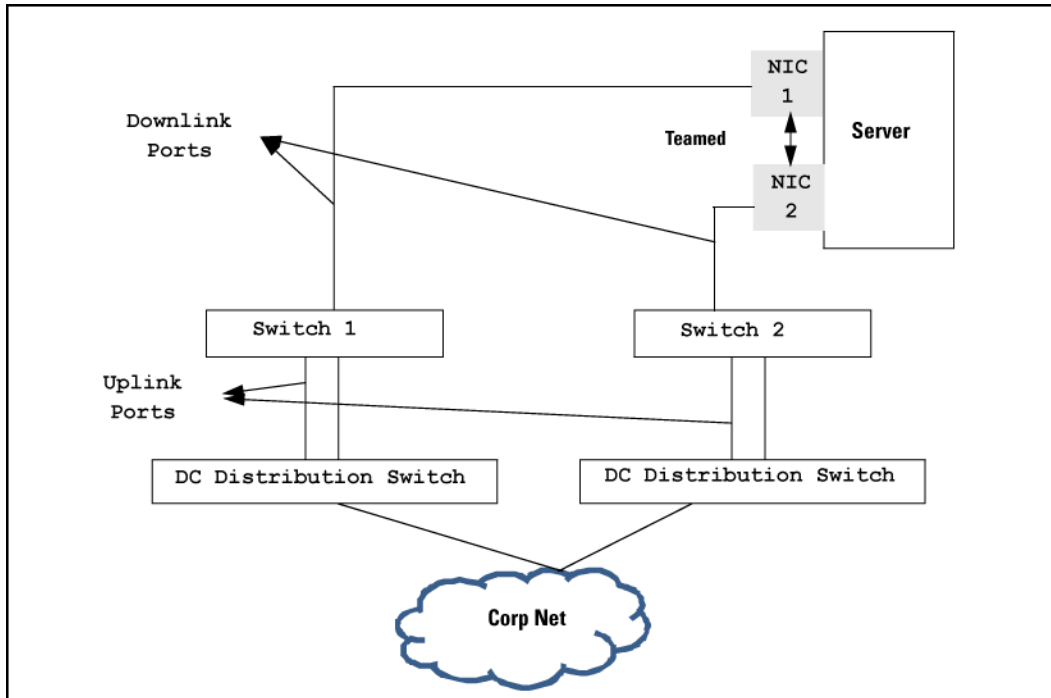 NIC
1
Downlink
Ports
Teamed
Server
NIC
2
Switch 1
Switch 2
Uplink
Ports
DC Distribution Switch
DC Distribution Switch
Corp Net